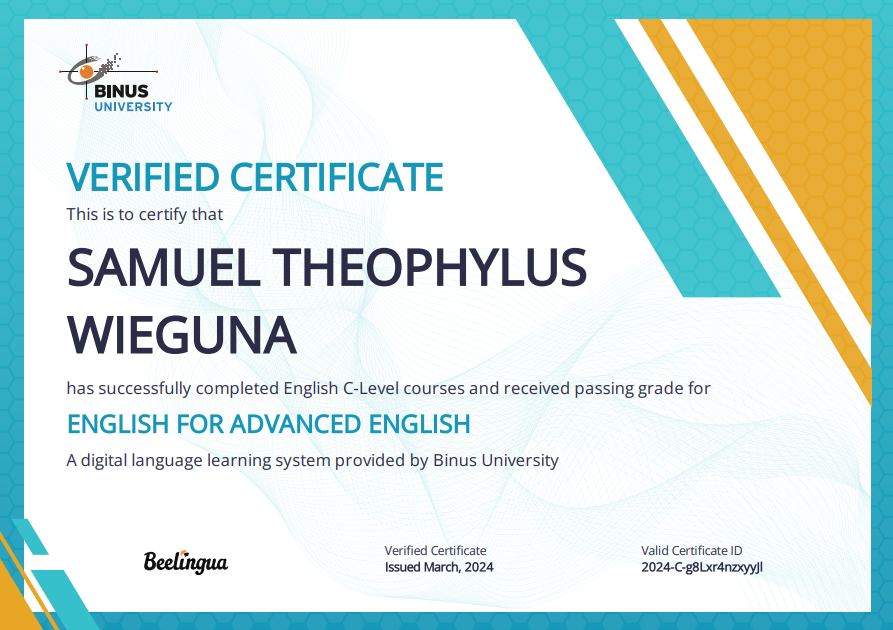 BINUS
UNIVERSITY
VERIFIED CERTIFICATE
This is to certify that
SAMUEL THEOPHYLUS
WIEGUNA
has successfully completed English C-Level courses and received passing grade for
ENGLISH FOR ADVANCED ENGLISH
A digital language learning system provided by Binus University
Beelingua
Verified Certificate
Issued March, 2024
Valid Certificate ID
2024-C-g8Lxr4nzxyyJl